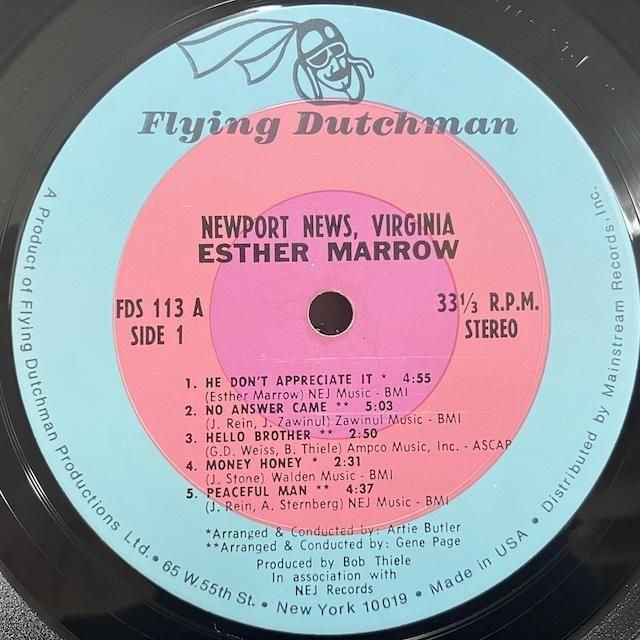 Flying Dutchman
NEWPORT NEWS, VIRGINIA
ESTHER MARROW
FDS 113 A
SIDE 1
33⅓ R.P.M.
STEREO
1. HE DON'T APPRECIATE IT * 4:55
(Esther Marrow) NEJ Music - BMI
2. NO ANSWER CAME ** 5:03
(J. Rein, J. Zawinul) Zawinul Music - BMI
3. HELLO BROTHER ** 2:50
(G.D. Weiss, B. Thiele) Ampco Music, Inc. - ASCAP
4. MONEY HONEY * 2:31
(J. Stone) Walden Music - BMI
5. PEACEFUL MAN ** 4:37
(J. Rein, A. Sternberg) NEJ Music - BMI
*Arranged & Conducted by: Artie Butler
**Arranged & Conducted by: Gene Page
Produced by Bob Thiele
In association with
NEJ Records
A Product of Flying Dutchman Productions Ltd. • 65 W. 55th St. • New York 10019 • Made in USA • Distributed by Mainstream Records, Inc.